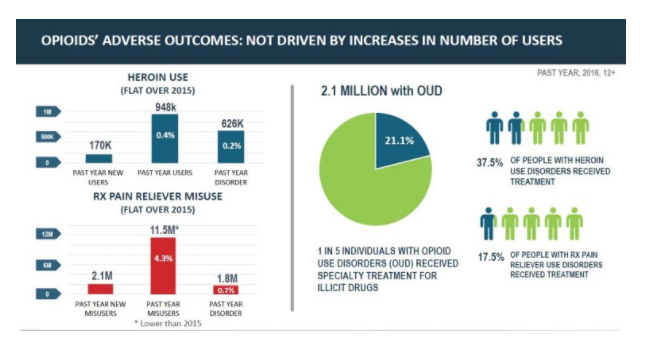 OPIOIDS' ADVERSE OUTCOMES: NOT DRIVEN BY INCREASES IN NUMBER OF USERS
PAST YEAR, 2016, 12+
HEROIN USE
(FLAT OVER 2015)
1M
500K
0
170K
948k
0.4%
626K
0.2%
PAST YEAR NEW
USERS
PAST YEAR USERS
PAST YEAR
DISORDER
RX PAIN RELIEVER MISUSE
(FLAT OVER 2015)
12M
6M
0
2.1M
11.5M*
4.3%
1.8M
0.7%
PAST YEAR NEW
MISUSERS
PAST YEAR
MISUSERS
PAST YEAR
DISORDER
* Lower than 2015
2.1 MILLION with OUD
21.1%
1 IN 5 INDIVIDUALS WITH OPIOID
USE DISORDERS (OUD) RECEIVED
SPECIALTY TREATMENT FOR
ILLICIT DRUGS
37.5% OF PEOPLE WITH HEROIN
USE DISORDERS RECEIVED
TREATMENT
17.5% OF PEOPLE WITH RX PAIN
RELIEVER USE DISORDERS
RECEIVED TREATMENT